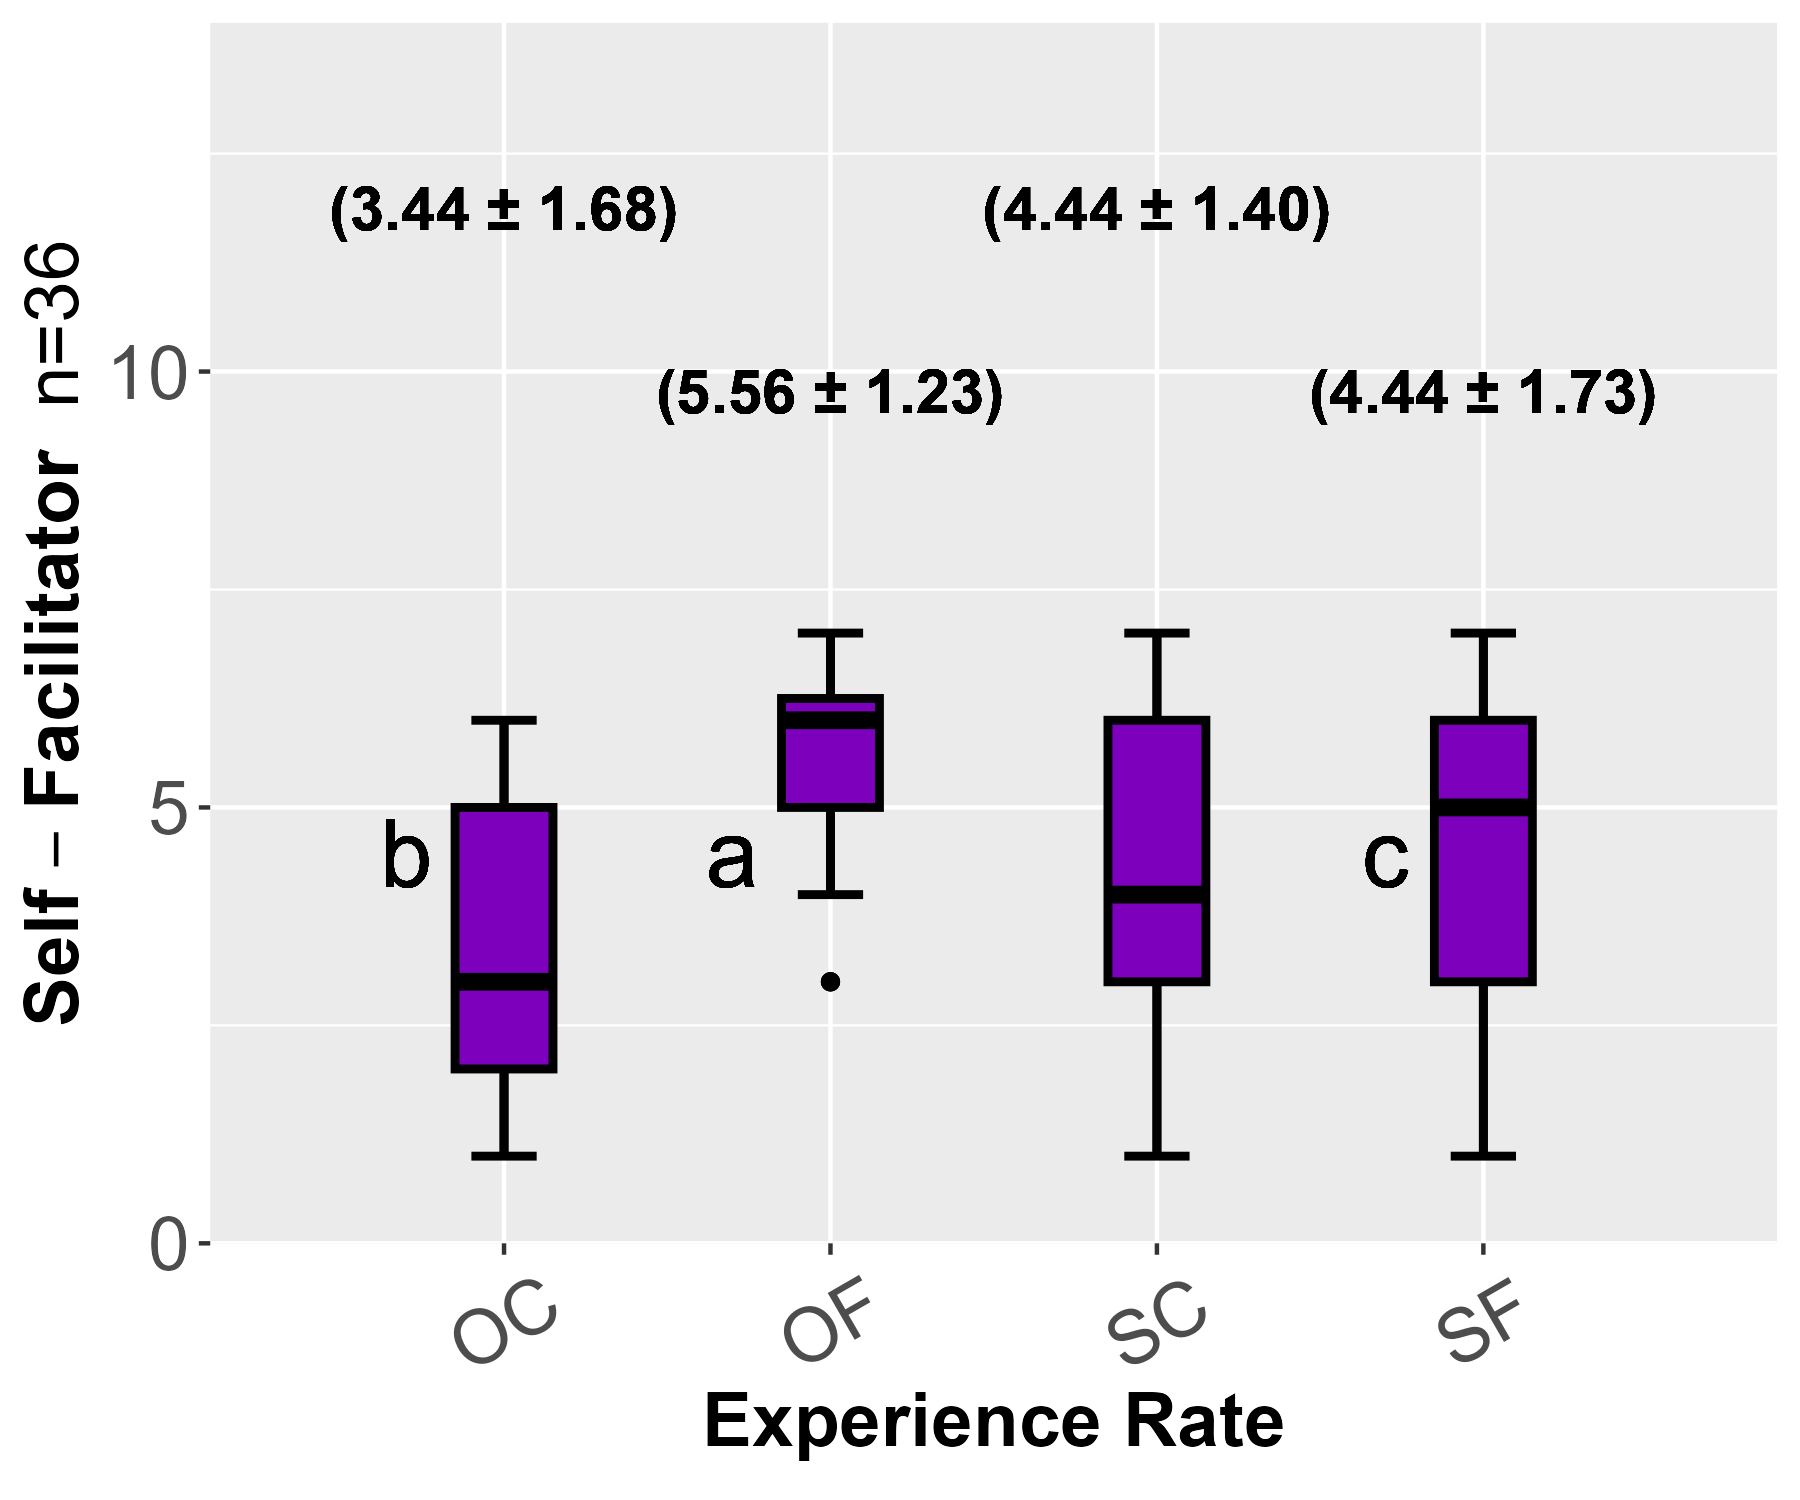 Self – Facilitator n=36
(3.44 ± 1.68)
(4.44 ± 1.40)
(5.56 ± 1.23)
(4.44 ± 1.73)
10
5
0
b
a
c
OC
OF
SC
SF
Experience Rate